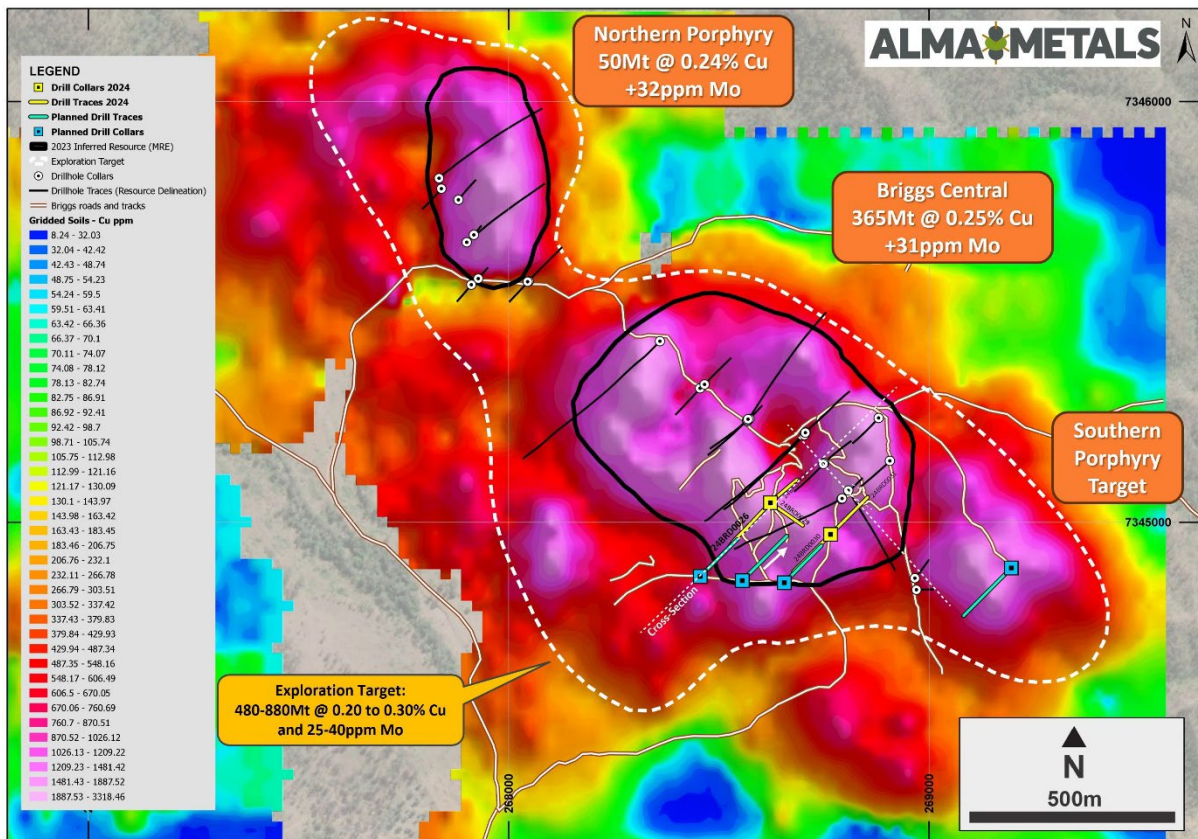 Northern Porphyry
50Mt @ 0.24% Cu
+32ppm Mo
ALMA METALS
N
LEGEND
Drill Collars 2024
Drill Traces 2024
Planned Drill Traces
Planned Drill Collars
2023 Inferred Resource (MRE)
Exploration Target
Drillhole Collars
Drillhole Traces (Resource Delineation)
Briggs roads and tracks
Gridded Soils - Cu ppm
8.24 - 32.03
32.04 - 42.42
42.43 - 48.74
48.75 - 54.23
54.24 - 59.5
59.51 - 63.41
63.42 - 66.36
66.37 - 70.1
70.11 - 74.07
74.08 - 78.12
78.13 - 82.74
82.75 - 86.91
86.92 - 92.41
92.42 - 98.7
98.71 - 105.74
105.75 - 112.98
112.99 - 121.16
121.17 - 130.09
130.1 - 143.97
143.98 - 163.42
163.43 - 183.45
183.46 - 206.75
206.76 - 232.1
232.11 - 266.78
266.79 - 303.51
303.52 - 337.42
337.43 - 379.83
379.84 - 429.93
429.94 - 487.34
487.35 - 548.16
548.17 - 606.49
606.5 - 670.05
670.06 - 760.69
760.7 - 870.51
870.52 - 1026.12
1026.13 - 1209.22
1209.23 - 1481.42
1481.43 - 1887.52
1887.53 - 3318.46
7346000
Briggs Central
365Mt @ 0.25% Cu
+31ppm Mo
Southern
Porphyry
Target
7345000
24BRD0026
24BRD0030
Cross-Section
Exploration Target:
480-880Mt @ 0.20 to 0.30% Cu
and 25-40ppm Mo
268000
269000
N
500m